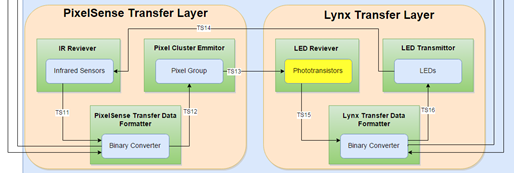 PixelSense Transfer Layer
Lynx Transfer Layer
TS14
IR Reviever
Pixel Cluster Emmitor
LED Reviever
LED Transmittor
Infrared Sensors
Pixel Group
TS13
Phototransistors
LEDs
TS11
TS12
TS15
TS16
PixelSense Transfer Data
Formatter
Binary Converter
Lynx Transfer Data
Formatter
Binary Converter